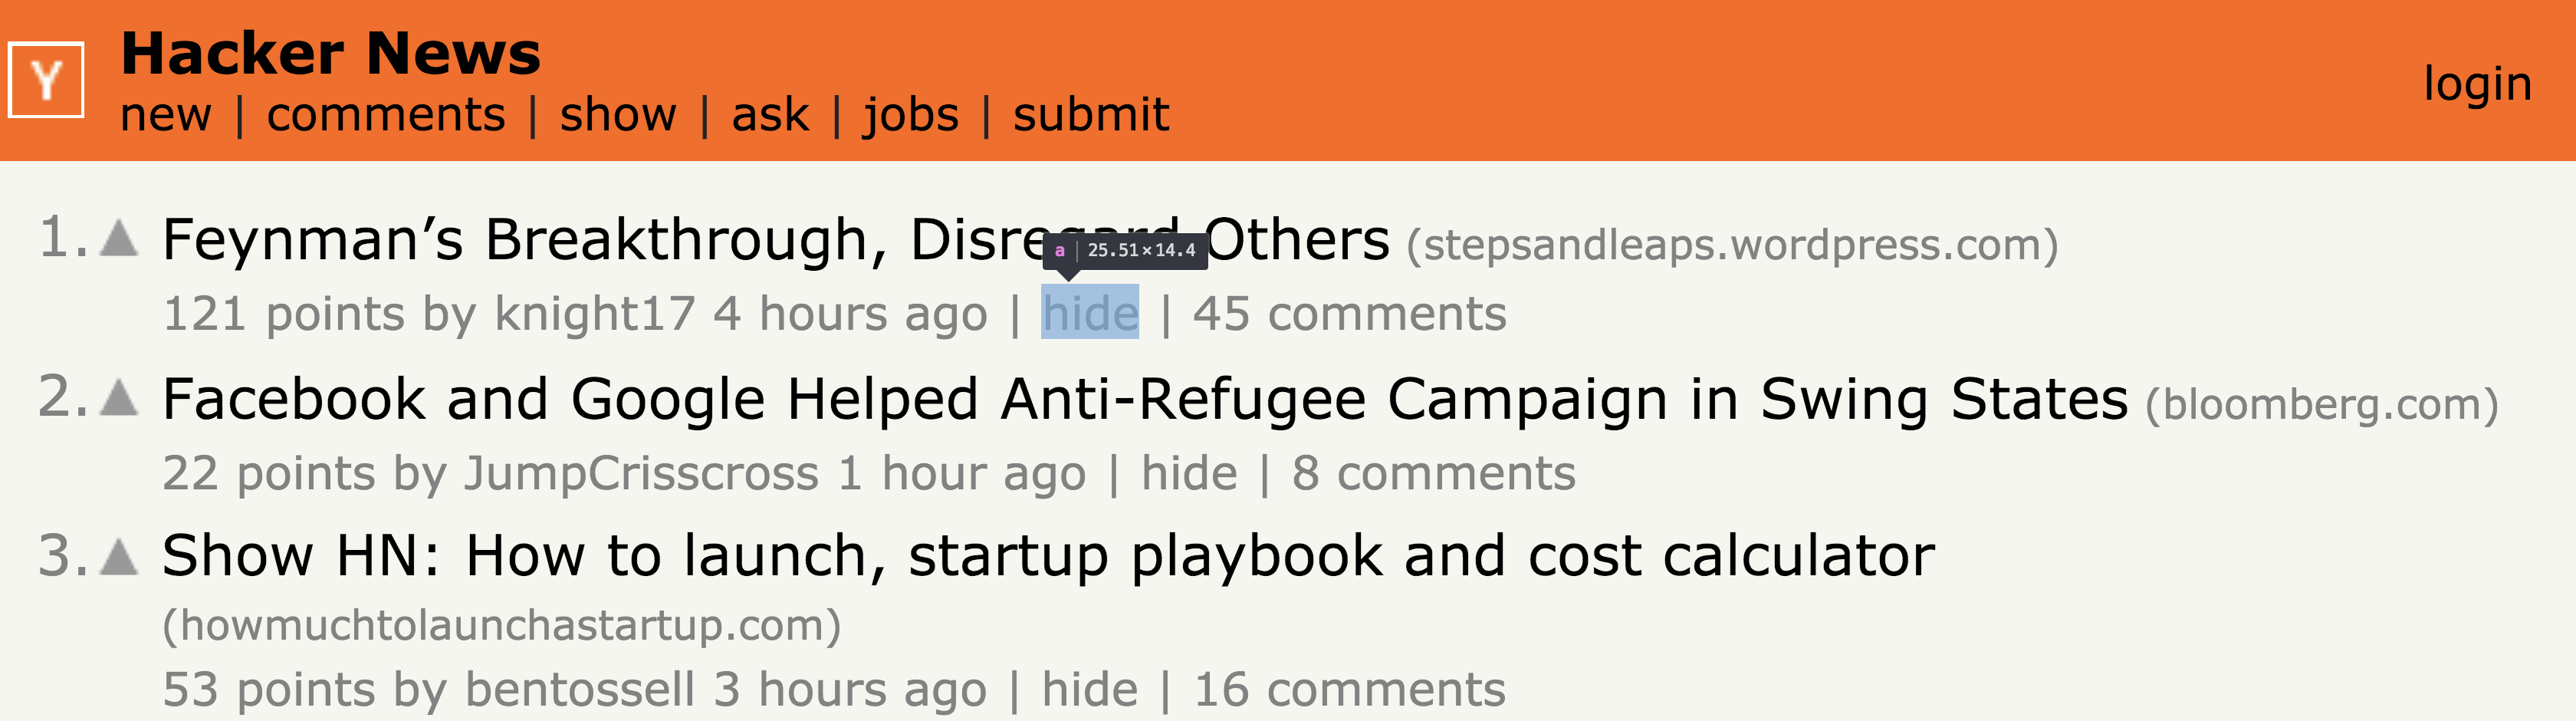 Y
Hacker News
new | comments | show | ask | jobs | submit
login
1. Feynman’s Breakthrough, Disregard Others (stepsandleaps.wordpress.com)
a | 25.51×14.4
121 points by knight17 4 hours ago | hide | 45 comments
2. Facebook and Google Helped Anti-Refugee Campaign in Swing States (bloomberg.com)
22 points by JumpCrisscross 1 hour ago | hide | 8 comments
3. Show HN: How to launch, startup playbook and cost calculator
(howmuchtolaunchastartup.com)
53 points by bentossell 3 hours ago | hide | 16 comments